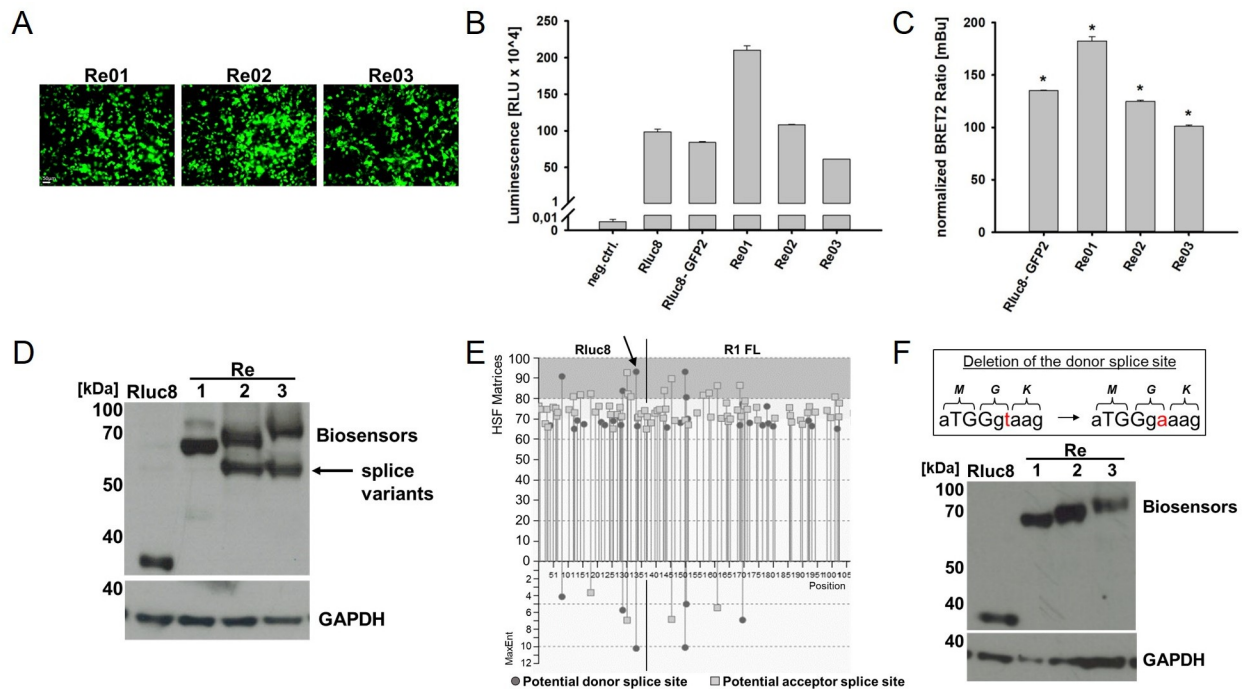 A
Re01
Re02
Re03
B
Luminescence [RLU x 10^4]
250
200
150
100
50
1
0,01
0
neg.ctrl.
Rluc8
Rluc8- GFP2
Re01
Re02
Re03
C
normalized BRET2 Ratio [mBu]
200
150
100
50
0
*
*
*
*
Rluc8- GFP2
Re01
Re02
Re03
D
Re
[kDa] Rluc8 1 2 3
100
70
50
40
40
Biosensors
splice
variants
GAPDH
E
Rluc8
R1 FL
HSF Matrices
100
90
80
70
60
50
40
30
20
10
0
Position
1
2
4
6
8
10
12
MaxEnt
Potential donor splice site
Potential acceptor splice site
F
Deletion of the donor splice site
M G K M G K
aTGGgtaag → aTGGgaaag
Re
[kDa] Rluc8 1 2 3
100
70
50
40
40
Biosensors
GAPDH